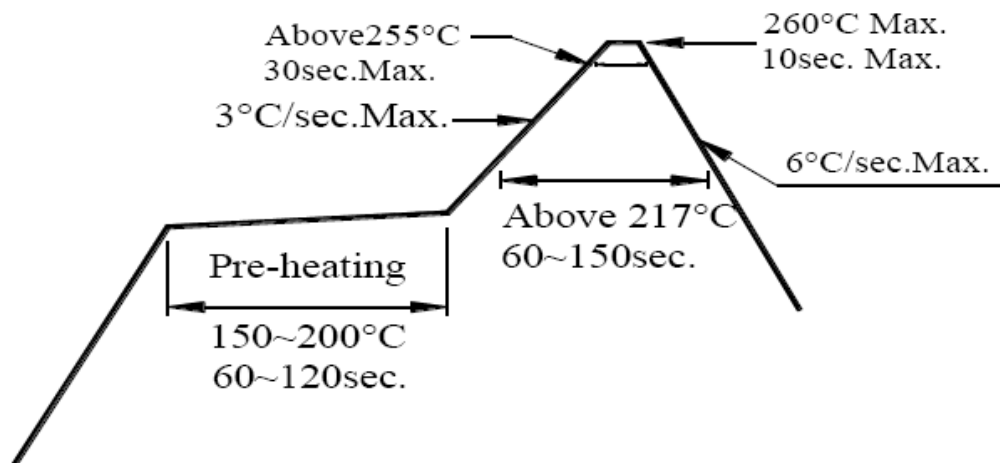 Above255°C
30sec.Max.
260°C Max.
10sec. Max.
3°C/sec.Max.
6°C/sec.Max.
Above 217°C
60~150sec.
Pre-heating
150~200°C
60~120sec.